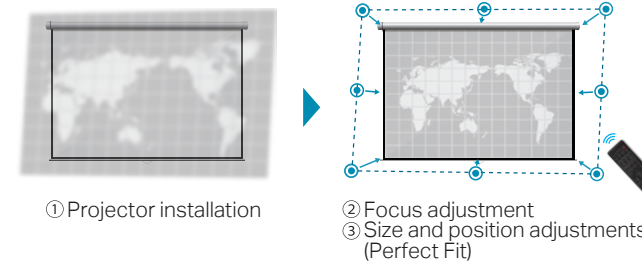 ①Projector installation
②Focus adjustment
③Size and position adjustments
(Perfect Fit)